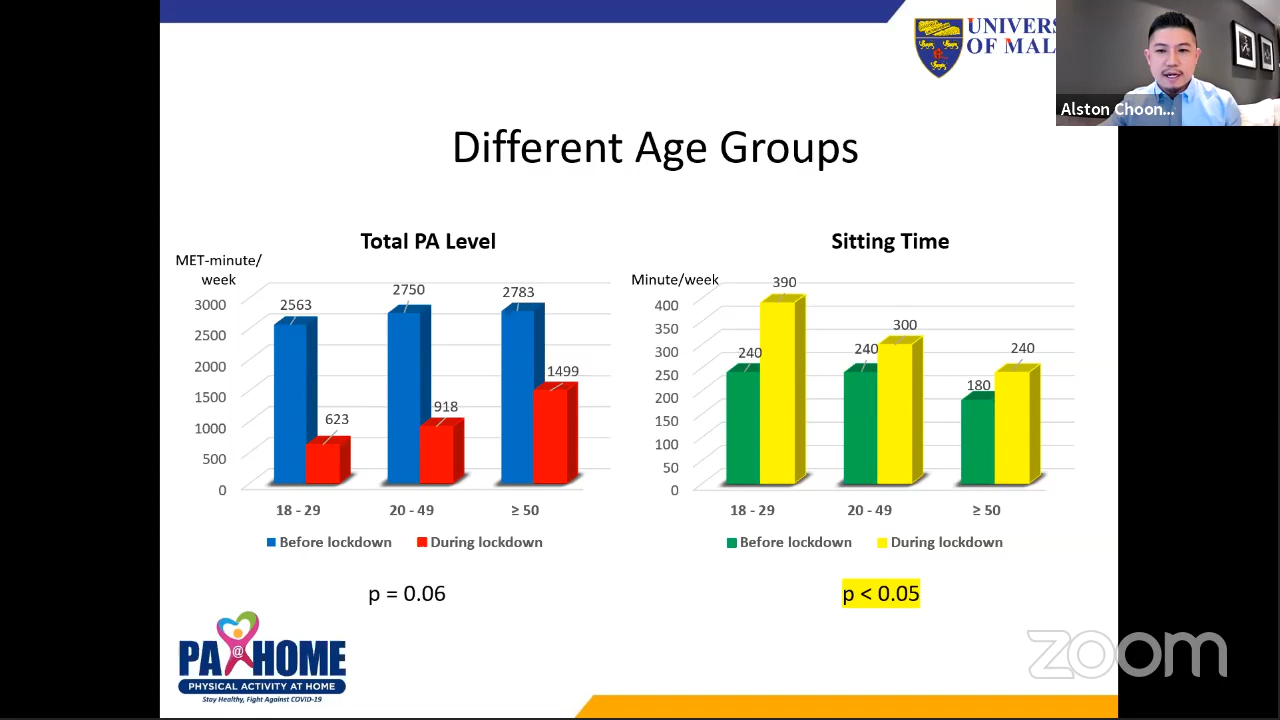 UNIVERS
OF MAL
Alston Choon...
Different Age Groups
Total PA Level
MET-minute/
week
3000
2500
2000
1500
1000
500
0
2563
623
2750
918
2783
1499
18 - 29
20 - 49
≥ 50
Before lockdown
During lockdown
p = 0.06
Sitting Time
Minute/week
400
350
300
250
200
150
100
50
0
240
390
240
300
180
240
18 - 29
20 - 49
≥ 50
Before lockdown
During lockdown
p < 0.05
PA@HOME
PHYSICAL ACTIVITY AT HOME
Stay Healthy, Fight Against COVID-19
zoom